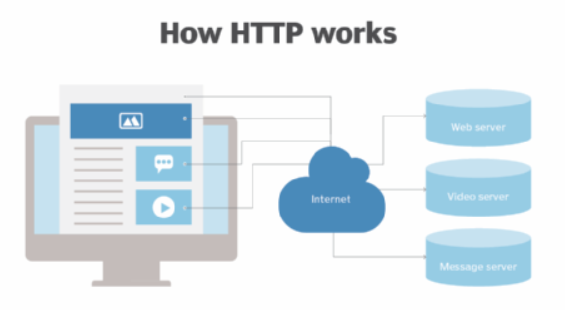 How HTTP works
Internet
Web server
Video server
Message server